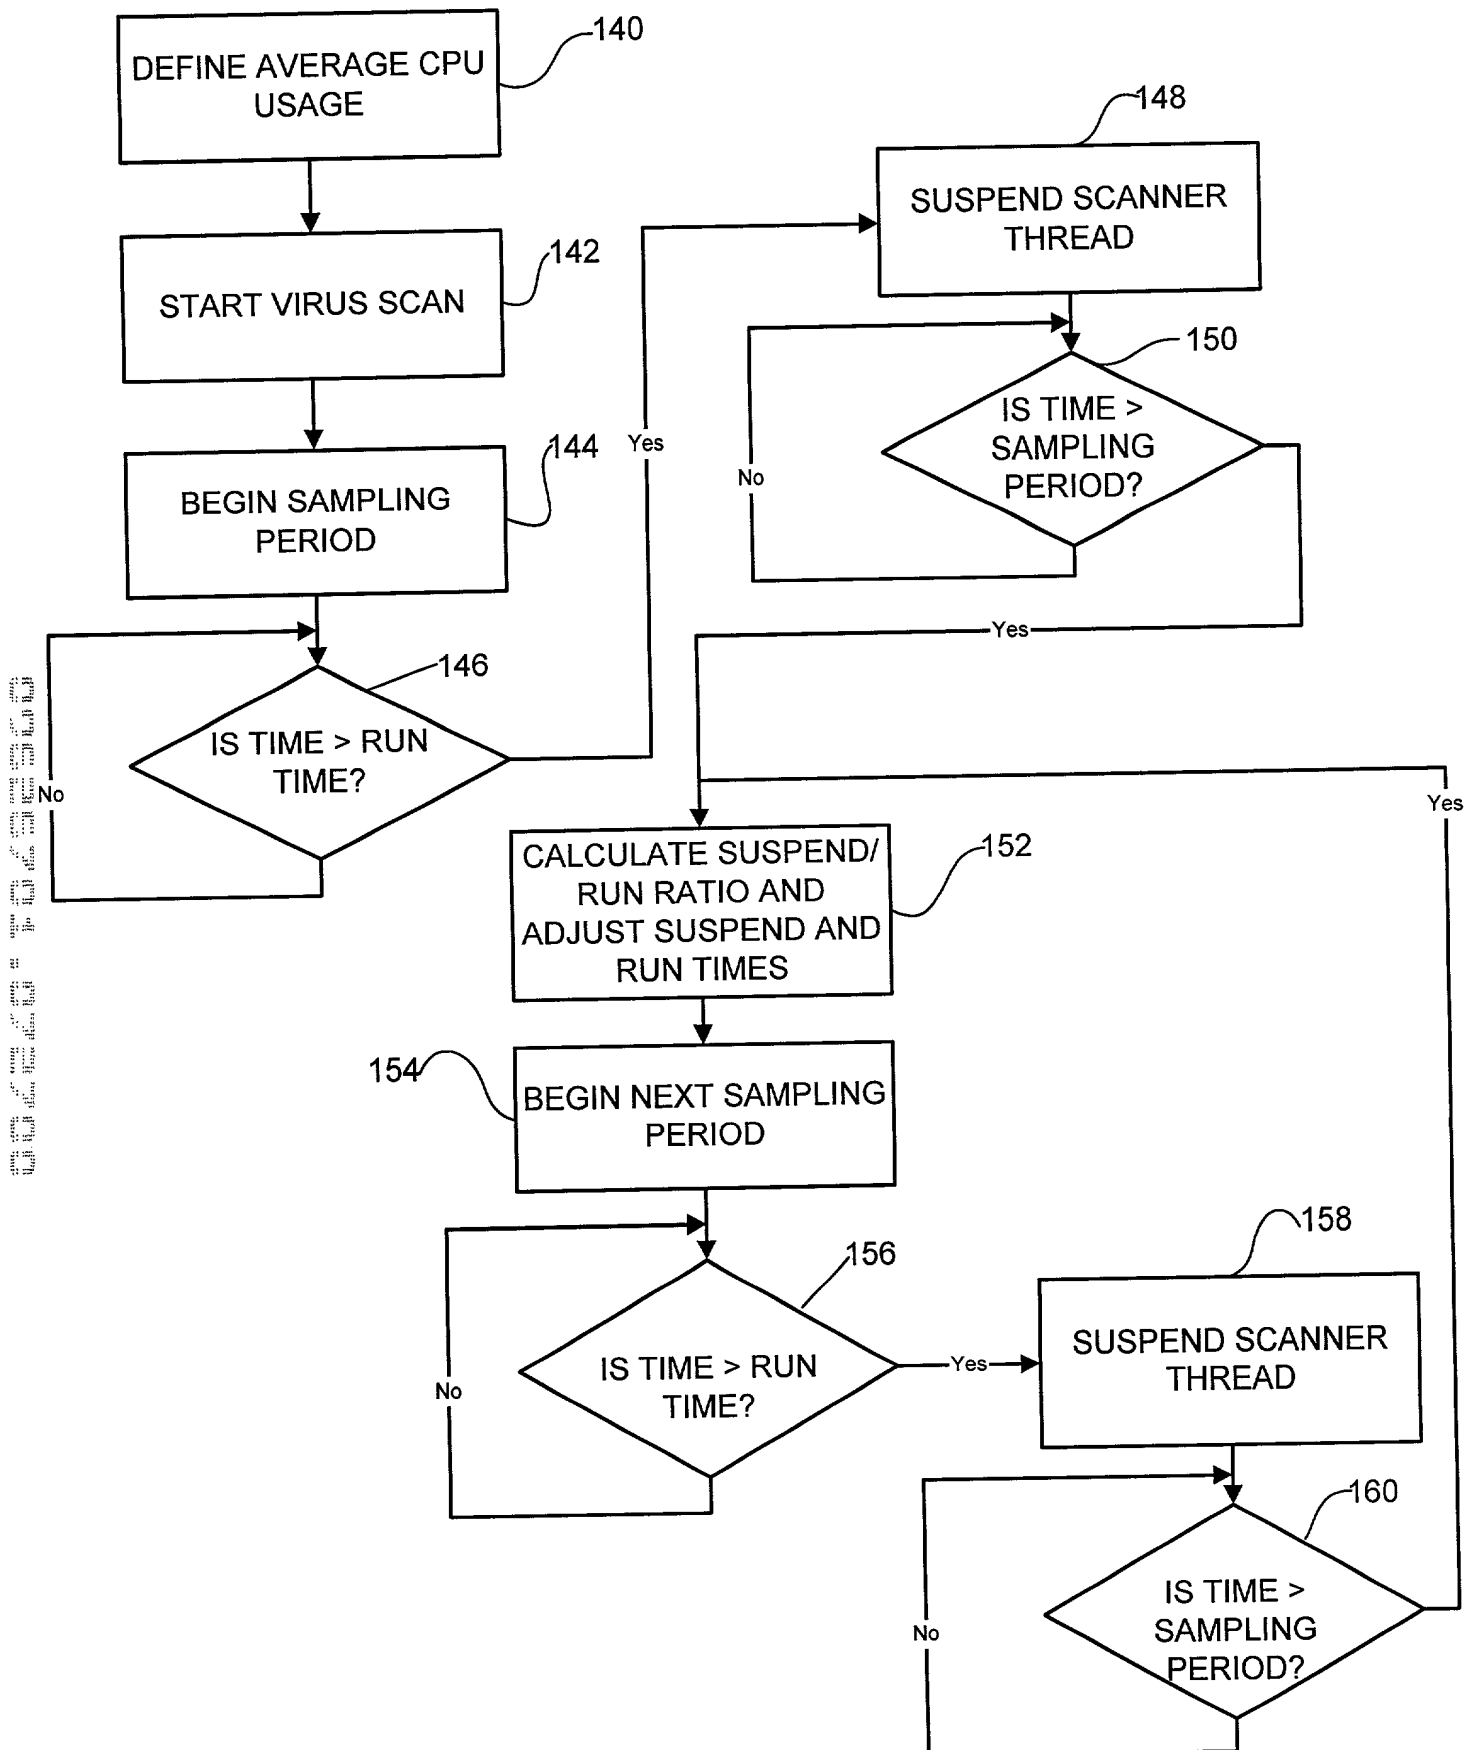 140
DEFINE AVERAGE CPU
USAGE
142
START VIRUS SCAN
144
BEGIN SAMPLING
PERIOD
146
IS TIME > RUN
TIME?
No
Yes
148
SUSPEND SCANNER
THREAD
150
IS TIME >
SAMPLING
PERIOD?
No
Yes
152
CALCULATE SUSPEND/
RUN RATIO AND
ADJUST SUSPEND AND
RUN TIMES
154
BEGIN NEXT SAMPLING
PERIOD
156
IS TIME > RUN
TIME?
No
Yes
158
SUSPEND SCANNER
THREAD
160
IS TIME >
SAMPLING
PERIOD?
No
Yes